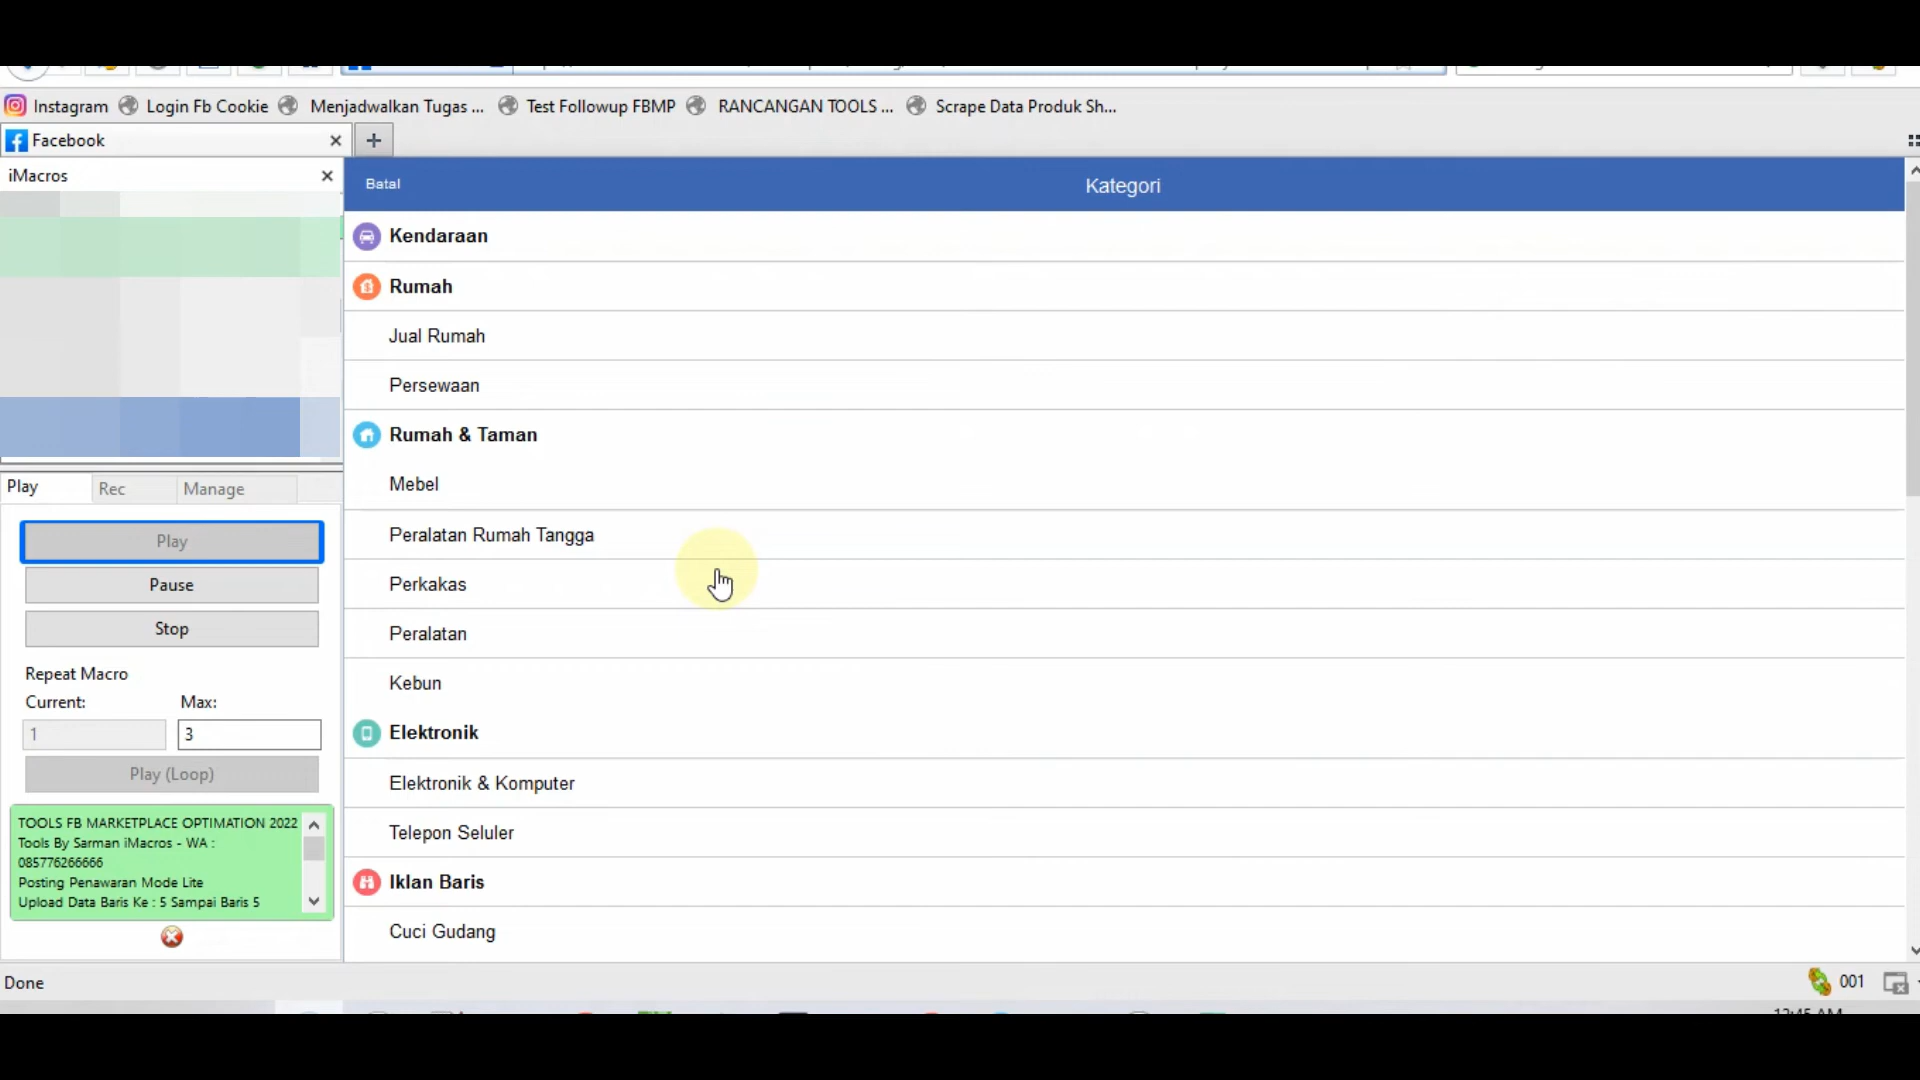 Instagram Login Fb Cookie Menjadwalkan Tugas ... Test Followup FBMP RANCANGAN TOOLS ... Scrape Data Produk Sh...
Facebook
iMacros
Batal
Kategori
Kendaraan
Rumah
Jual Rumah
Persewaan
Rumah & Taman
Mebel
Peralatan Rumah Tangga
Perkakas
Peralatan
Kebun
Elektronik
Elektronik & Komputer
Telepon Seluler
Iklan Baris
Cuci Gudang
Play Rec Manage
Play
Pause
Stop
Repeat Macro
Current: Max:
1 3
Play (Loop)
TOOLS FB MARKETPLACE OPTIMATION 2022
Tools By Sarman iMacros - WA :
085776266666
Posting Penawaran Mode Lite
Upload Data Baris Ke : 5 Sampai Baris 5
Done
001